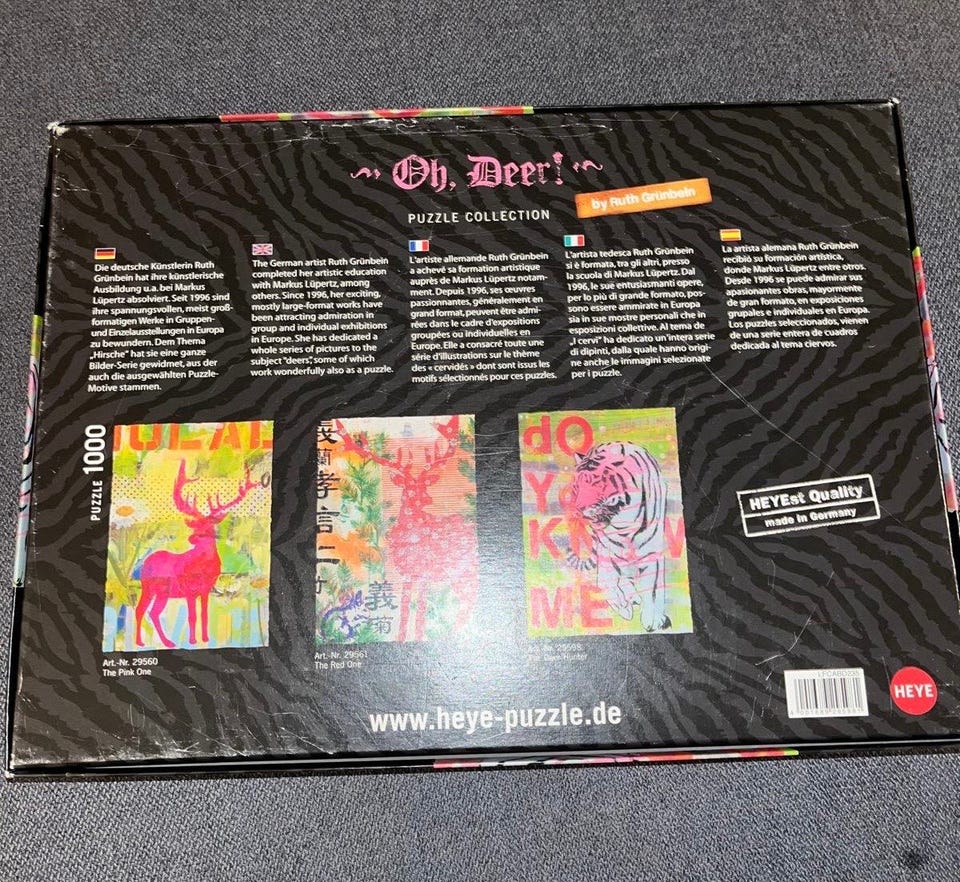 Oh, Deer!
by Ruth Grünbein
PUZZLE COLLECTION
Die deutsche Künstlerin Ruth
Grünbein hat ihre künstlerische
Ausbildung u.a. bei Markus
Lüpertz absolviert. Seit 1996 sind
ihre spannungsvollen, meist groß-
formatigen Werke in Gruppen-
und Einzelausstellungen in Europa
zu bewundern. Dem Thema
„Hirsche" hat sie eine ganze
Bilder-Serie gewidmet, aus der
auch die ausgewählten Puzzle-
Motive stammen.
The German artist Ruth Grünbein
completed her artistic education
with Markus Lüpertz, among
others. Since 1996, her exciting,
mostly large-format works have
been attracting admiration in
group and individual exhibitions
in Europe. She has dedicated a
whole series of pictures to the
subject "deers", some of which
work wonderfully also as a puzzle.
L'artiste allemande Ruth Grünbein
a achevé sa formation artistique
auprès de Markus Lüpertz notam-
ment. Depuis 1996, ses œuvres
passionnantes, généralement en
grand format, peuvent être admi-
rées dans le cadre d'expositions
groupées ou individuelles en
Europe. Elle a consacré toute une
série d'illustrations sur le thème
des « cervidés » dont sont issus les
motifs sélectionnés pour ces puzzles.
L'artista tedesca Ruth Grünbein
si è formata, tra gli altri, presso
la scuola di Markus Lüpertz. Dal
1996, le sue entusiasmanti opere,
per lo più di grande formato, pos-
sono essere ammirate in Europa
sia in sue mostre personali che in
esposizioni collettive. Al tema de
„I cervi" ha dedicato un'intera serie
di dipinti, dalla quale hanno origi-
ne anche le immagini selezionate
per i puzzle.
La artista alemana Ruth Grünbein
recibió su formación artística,
donde Markus Lüpertz entre otros.
Desde 1996 se puede admirar sus
apasionantes obras, mayormente
de gran formato, en exposiciones
grupales e individuales en Europa.
Los puzzles seleccionados, vienen
de una serie entera de cuadros
dedicada al tema ciervos.
PUZZLE 1000
義
蘭
孝
信
二
義
菊
dO
YO
KNOW
ME
HEYEst Quality
made in Germany
Art.-Nr. 29560
The Pink One
Art.-Nr. 29561
The Red One
Art.-Nr. 29598
www.heye-puzzle.de
LFCABD235
HEYE